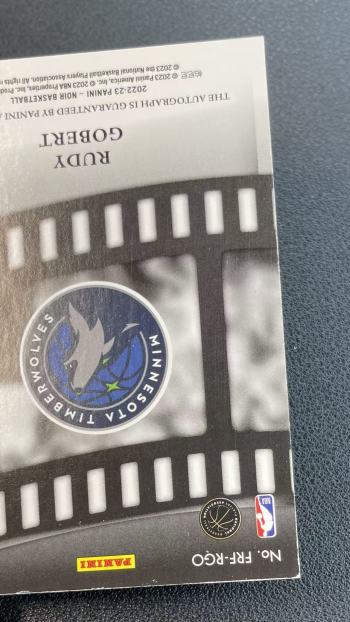 No. FRF-RGO
PANINI
NBA
MINNESOTA TIMBERWOLVES
RUDY
GOBERT
THE AUTOGRAPH IS GUARANTEED BY PANINI
2022-23 PANINI – NOIR BASKETBALL
© 2023 Panini America, Inc. © 2023 NBA Properties, Inc.
© 2023 the National Basketball Players Association. All rights